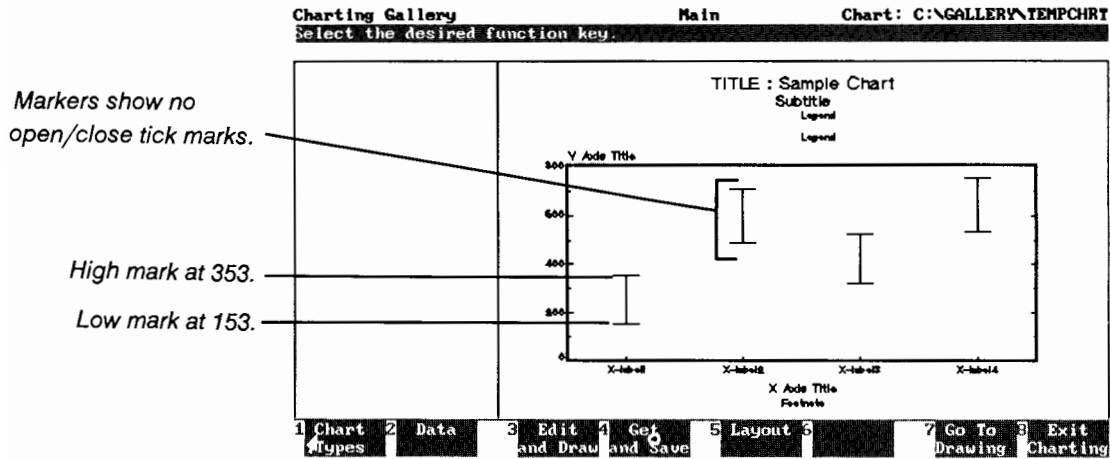 Charting Gallery Main Chart: C:\GALLERY\TEMPCHRT
Select the desired function key.
Markers show no
open/close tick marks.
High mark at 353.
Low mark at 153.
TITLE : Sample Chart
Subtitle
Legend
Legend
Y Axis Title
800
600
400
200
0
X-label1 X-label2 X-label3 X-label4
X Axis Title
Footnote
1 Chart Types 2 Data 3 Edit and Draw 4 Get and Save 5 Layout 6 7 Go To Drawing 8 Exit Charting